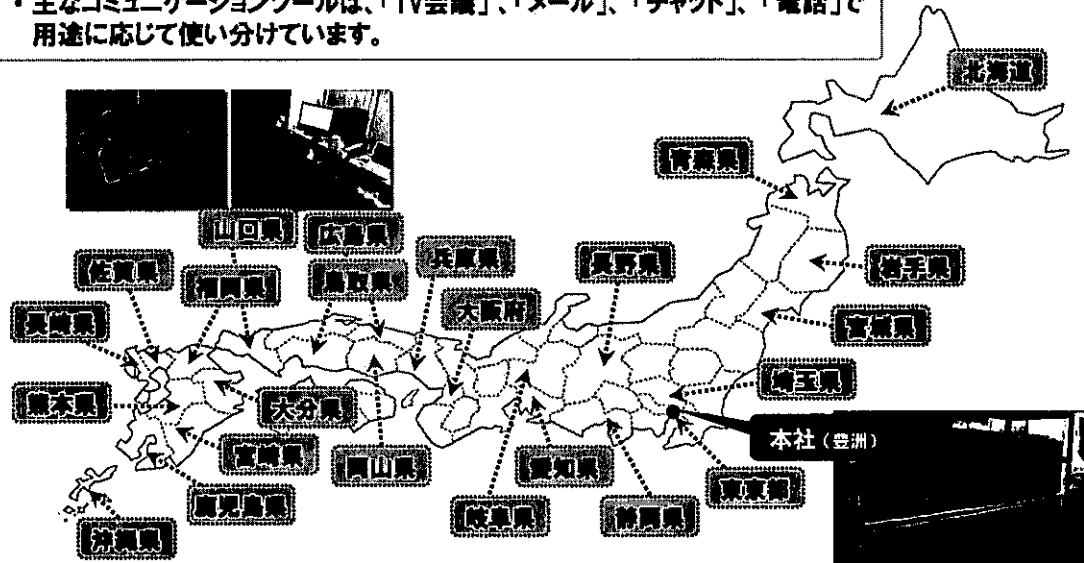 ・主なコミュニケーションツールは、「TV会議」、「メール」、「チャット」、「電話」で
用途に応じて使い分けています。
北海道
青森県
山口県
広島県
兵庫県
長野県
岩手県
佐賀県
福岡県
鳥取県
大阪府
宮城県
長崎県
埼玉県
熊本県
大分県
本社（豊洲）
宮崎県
岡山県
愛知県
東京都
鹿児島県
岐阜県
静岡県
沖縄県